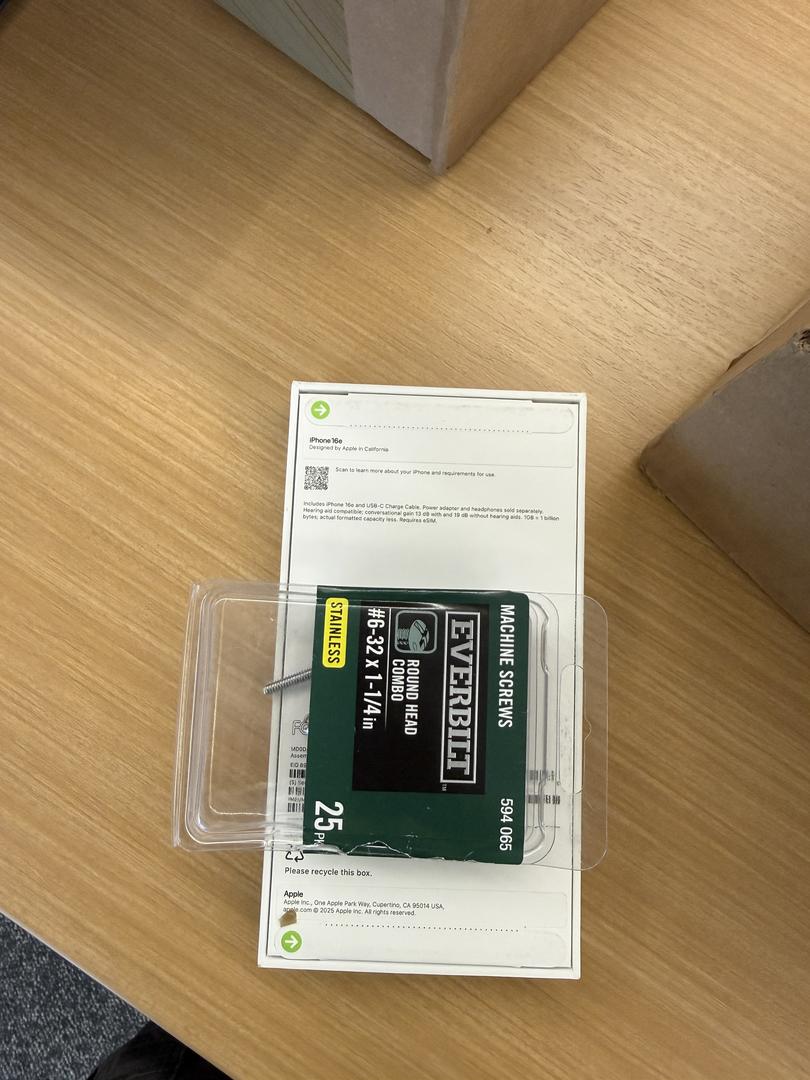 iPhone 16e
Designed by Apple in California
Scan to learn more about your iPhone and requirements for use.
Includes iPhone 16e and USB-C Charge Cable. Power adapter and headphones sold separately.
Hearing aid compatible; conversational gain 13 dB with and 19 dB without hearing aids. 1GB = 1 billion
bytes; actual formatted capacity less. Requires eSIM.
MACHINE SCREWS
594 065
EVERBILT™
ROUND HEAD
COMBO
#6-32 x 1-1/4 in
STAINLESS
25
Please recycle this box.
Apple
Apple Inc., One Apple Park Way, Cupertino, CA 95014 USA,
apple.com © 2025 Apple Inc. All rights reserved.